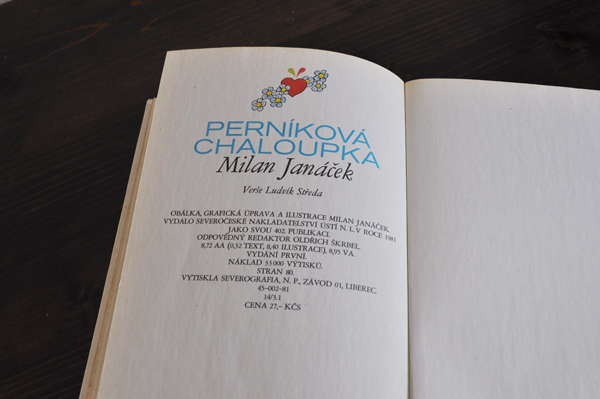 PERNÍKOVÁ
CHALOUPKA
Milan Janáček
Verše Ludvík Středa
OBÁLKA, GRAFICKÁ ÚPRAVA A ILUSTRACE MILAN JANÁČEK.
VYDALO SEVEROČESKÉ NAKLADATELSTVÍ ÚSTÍ N. L. V ROCE 1981
JAKO SVOU 402. PUBLIKACI.
ODPOVĚDNÝ REDAKTOR OLDŘICH ŠKRBEL.
8,72 AA (0,32 TEXT, 8,40 ILUSTRACE), 8,95 VA.
VYDÁNÍ PRVNÍ.
NÁKLAD 33 000 VÝTISKŮ.
STRAN 80.
VYTISKLA SEVEROGRAFIA, N. P., ZÁVOD 01, LIBEREC.
45-002-81
14/3.1
CENA 27,– KČS